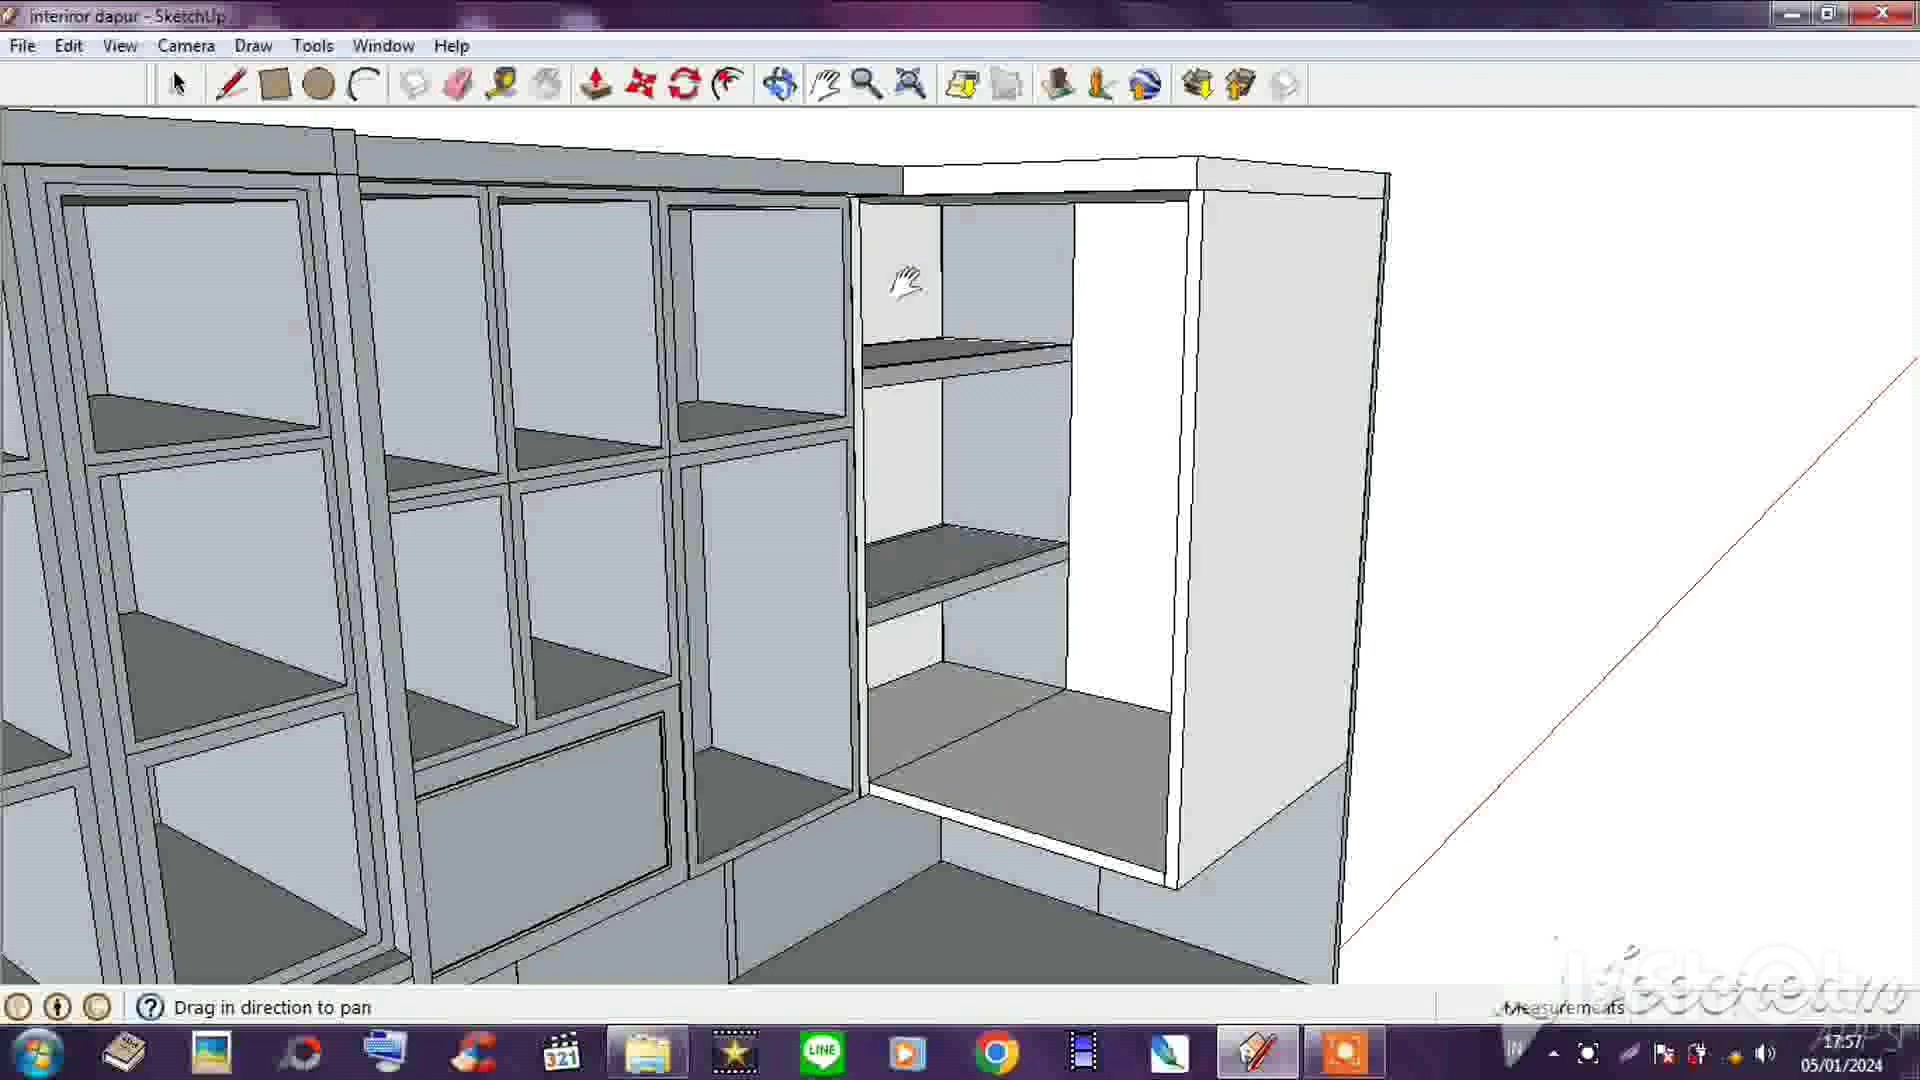 interiror dapur - SketchUp
File Edit View Camera Draw Tools Window Help
Drag in direction to pan
Measurements
321
LINE
IN
17:57
05/01/2024